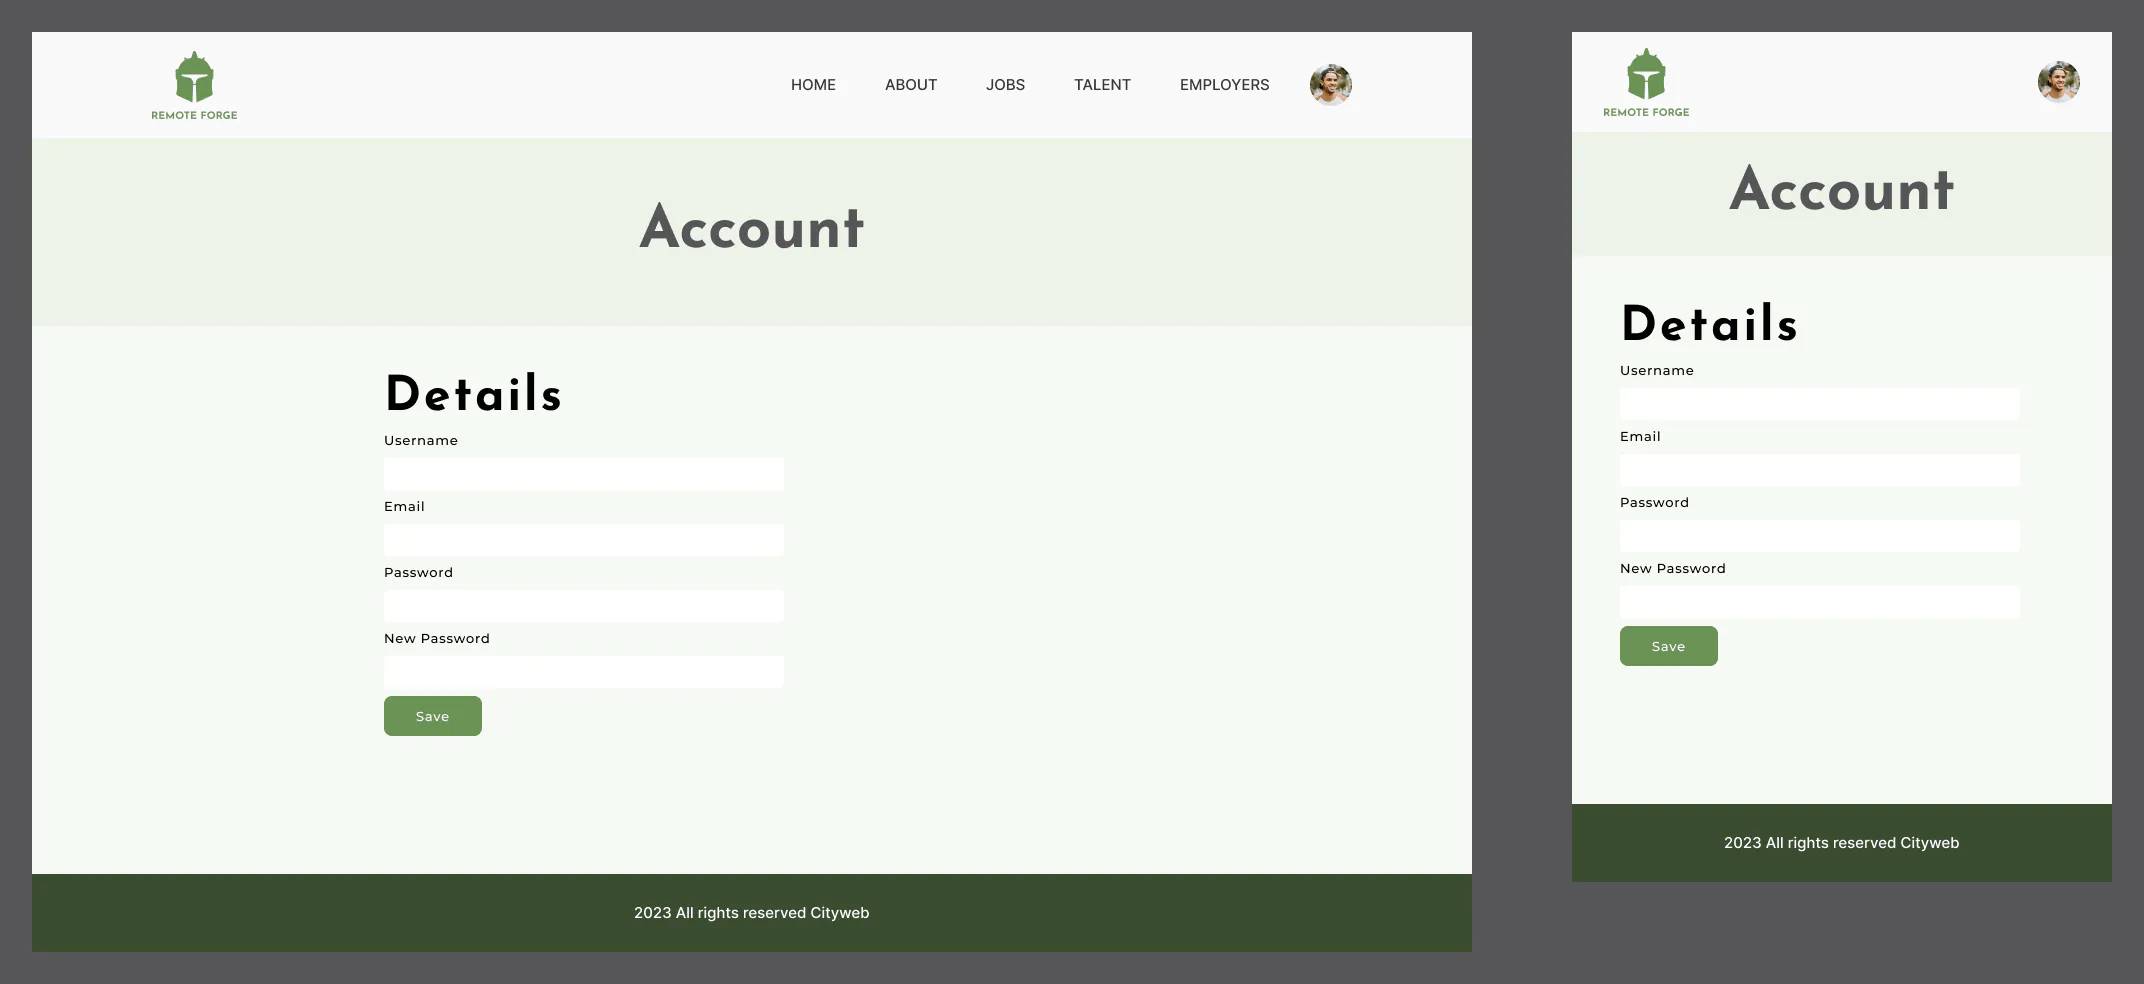 REMOTE FORGE
HOME ABOUT JOBS TALENT EMPLOYERS
Account
Details
Username
Email
Password
New Password
Save
2023 All rights reserved Cityweb
REMOTE FORGE
Account
Details
Username
Email
Password
New Password
Save
2023 All rights reserved Cityweb